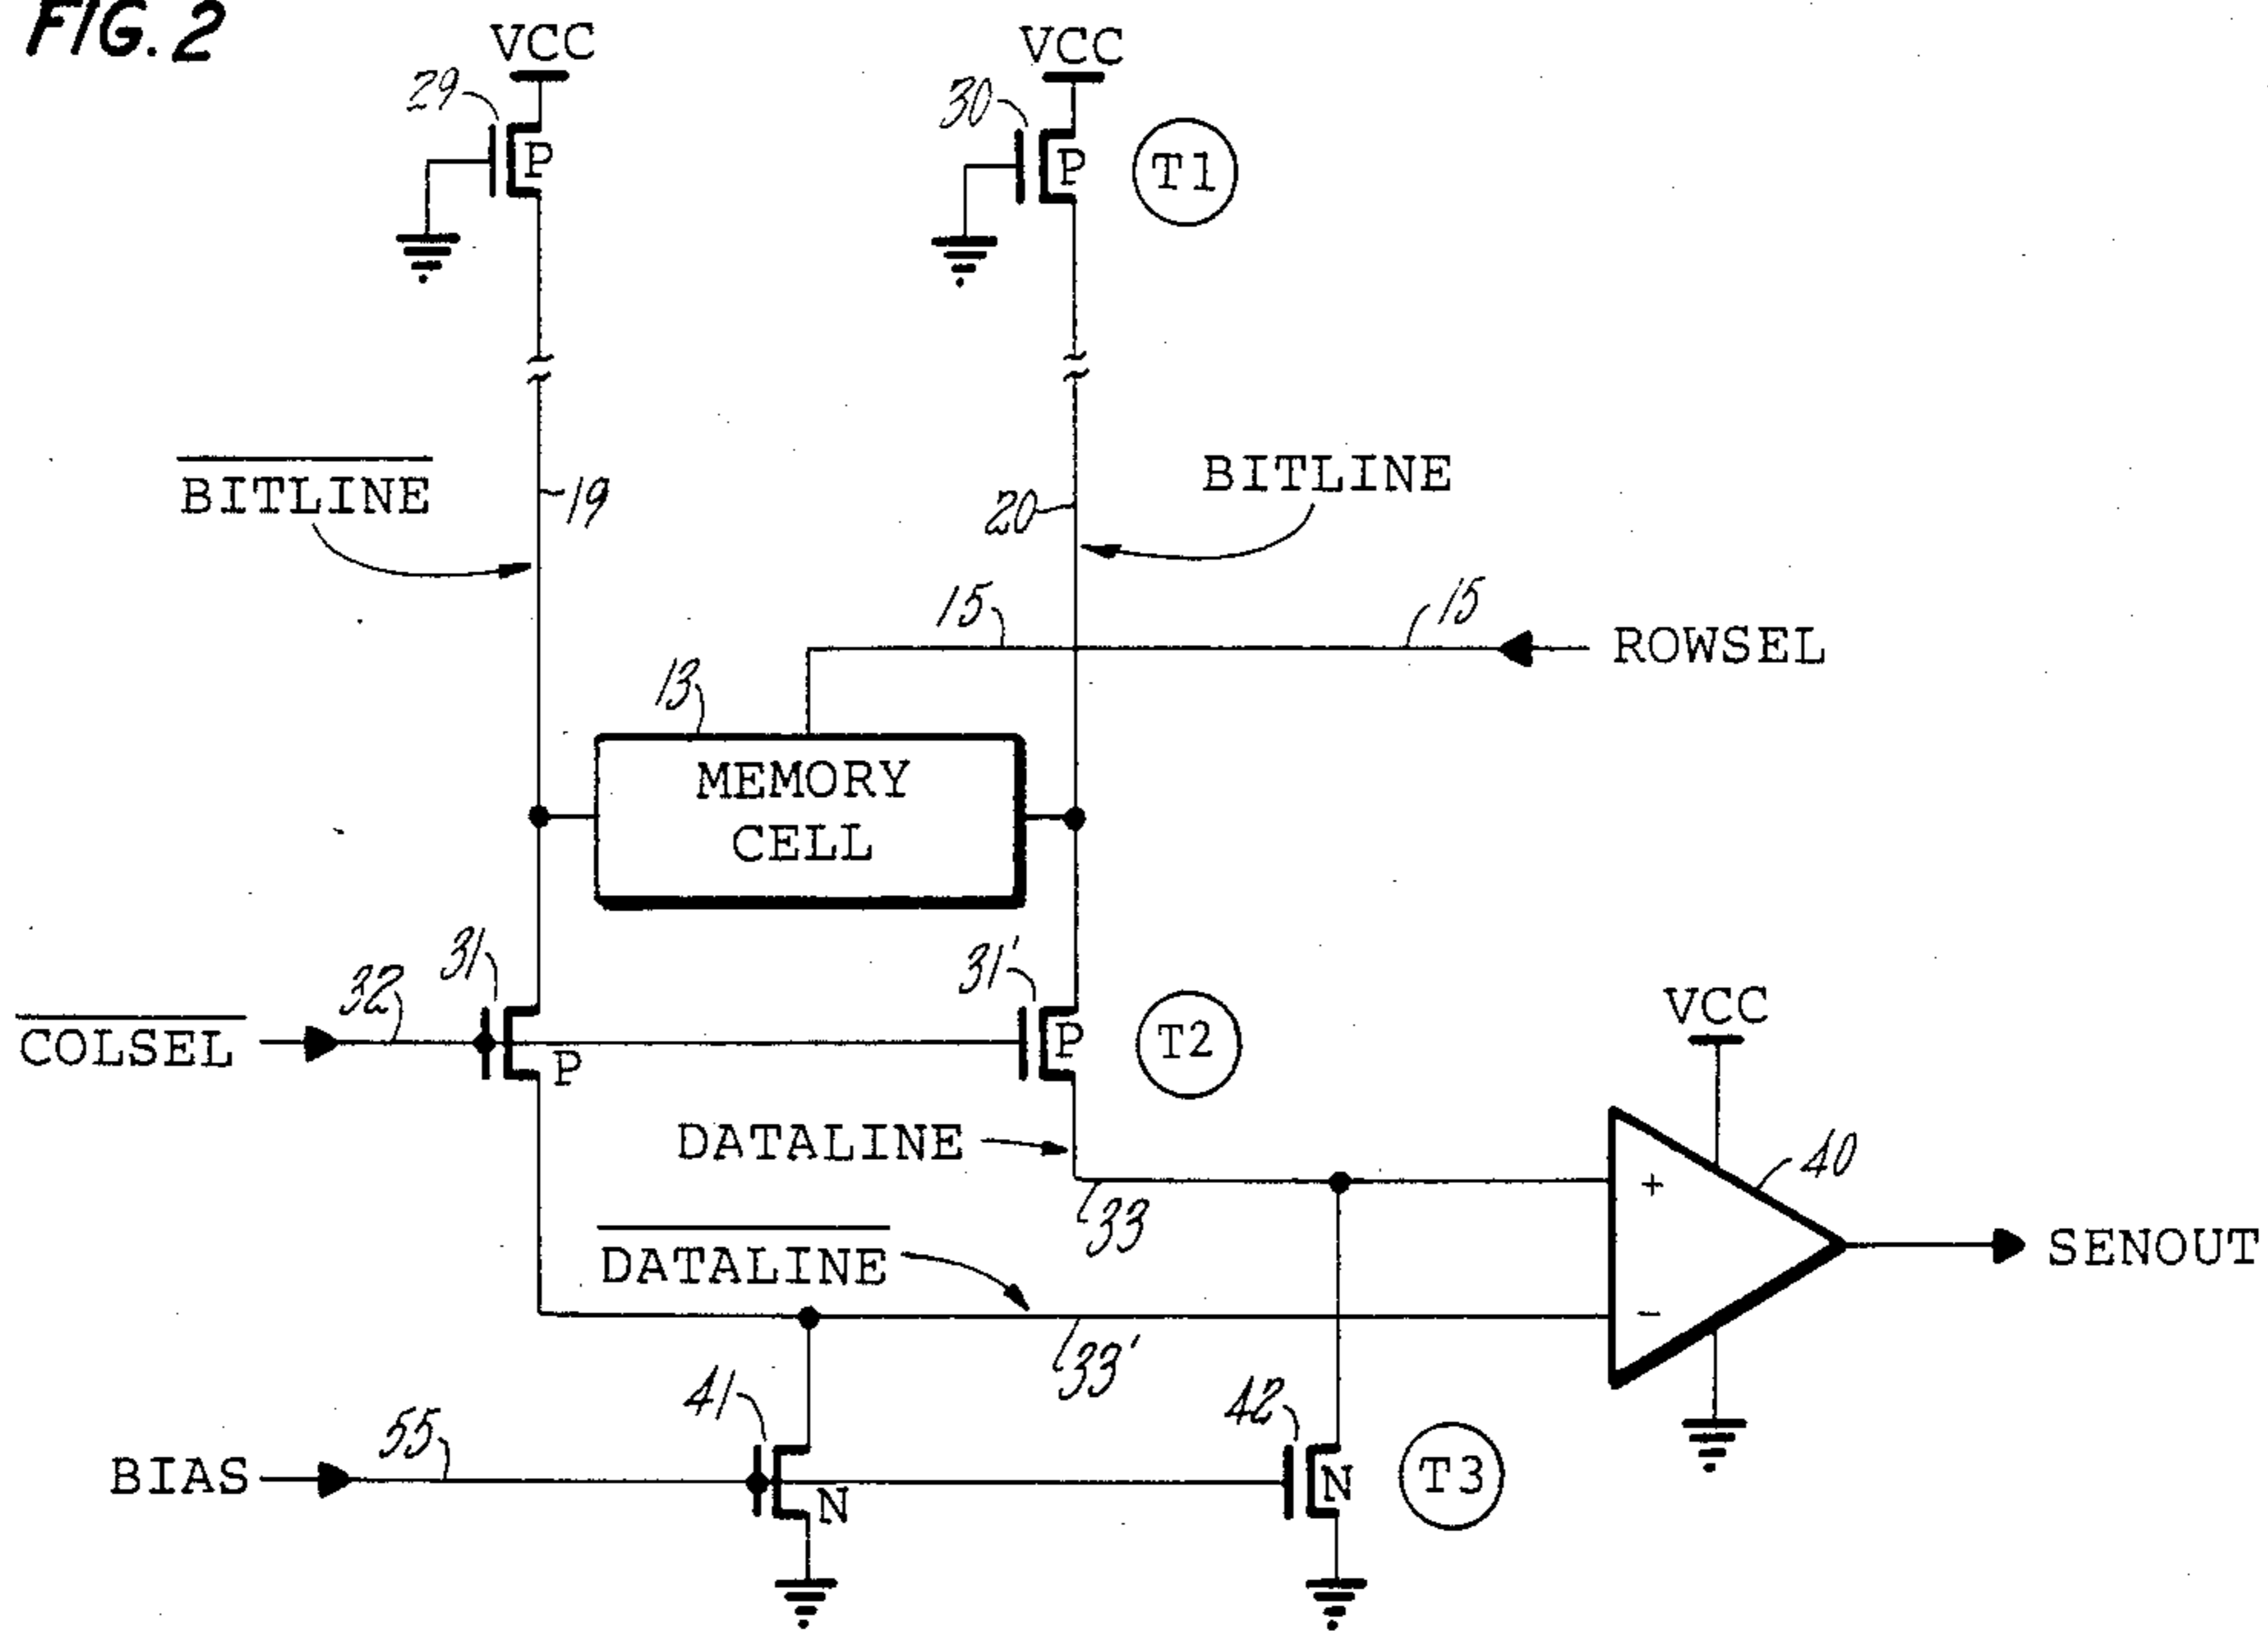 FIG. 2
VCC
VCC
29
30
P
P
T1
BITLINE
19
20
BITLINE
15
15
ROWSEL
13
MEMORY
CELL
31
31'
32
COLSEL
P
P
T2
VCC
DATALINE
+
40
33
DATALINE
SENOUT
-
33'
41
42
55
BIAS
N
N
T3